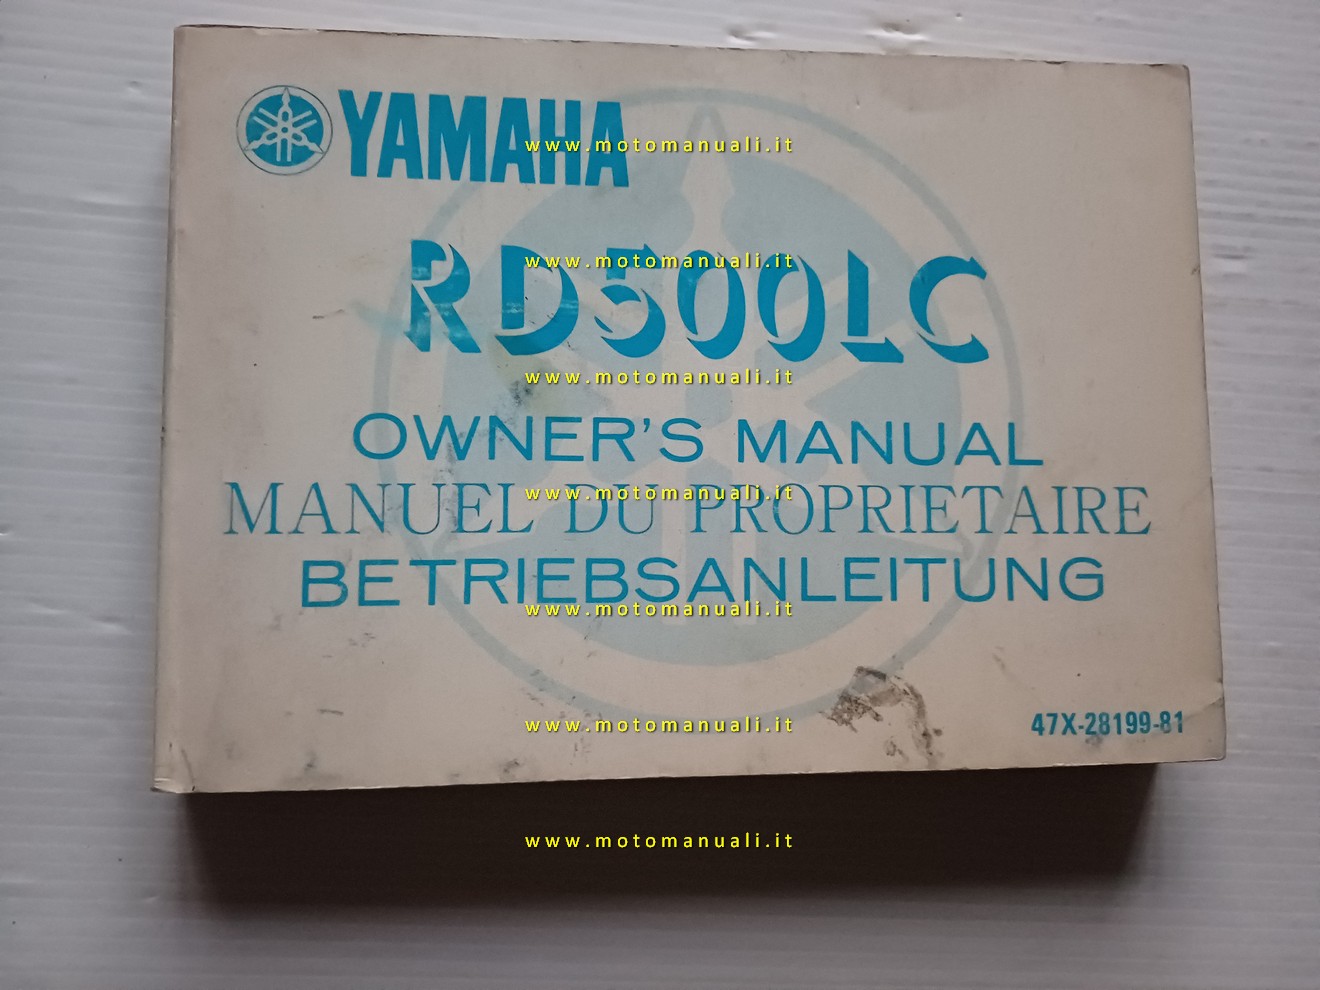 YAMAHA
www.motomanuali.it
RD500LC
www.motomanuali.it
www.motomanuali.it
OWNER'S MANUAL
MANUEL DU PROPRIETAIRE
www.motomanuali.it
BETRIEBSANLEITUNG
www.motomanuali.it
47X-28199-81
www.motomanuali.it
www.motomanuali.it